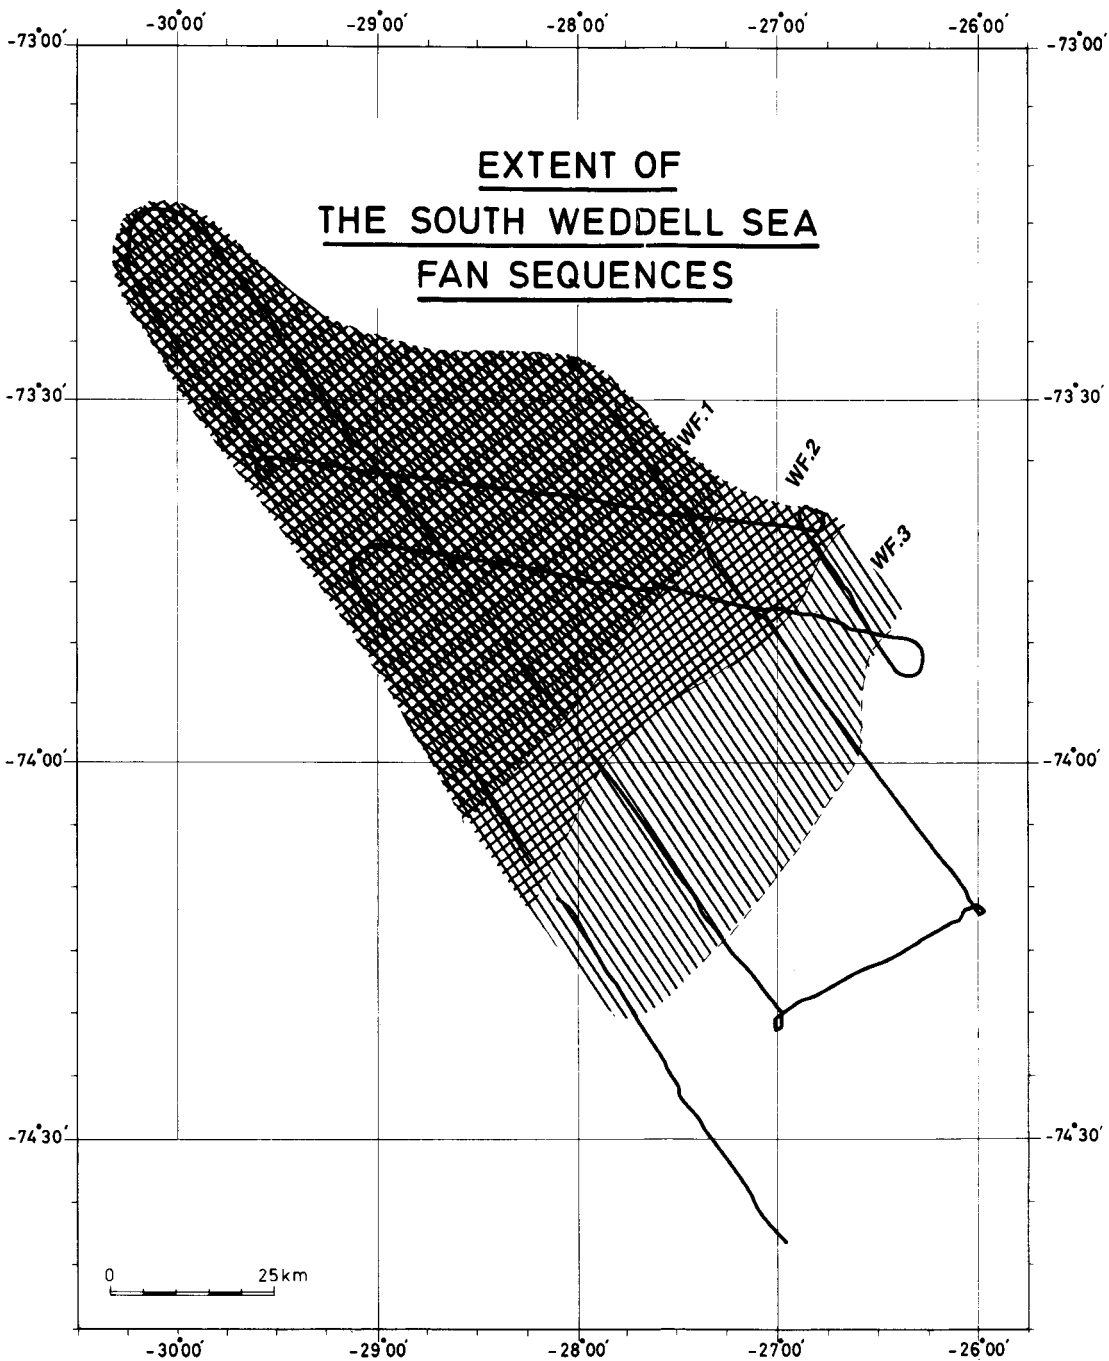 -30°00' -29°00' -28°00' -27°00' -26°00'
-73°00' -73°00'
EXTENT OF
THE SOUTH WEDDELL SEA
FAN SEQUENCES
-73°30' -73°30'
WF.1
WF.2
WF.3
-74°00' -74°00'
-74°30' -74°30'
0 25km
-30°00' -29°00' -28°00' -27°00' -26°00'